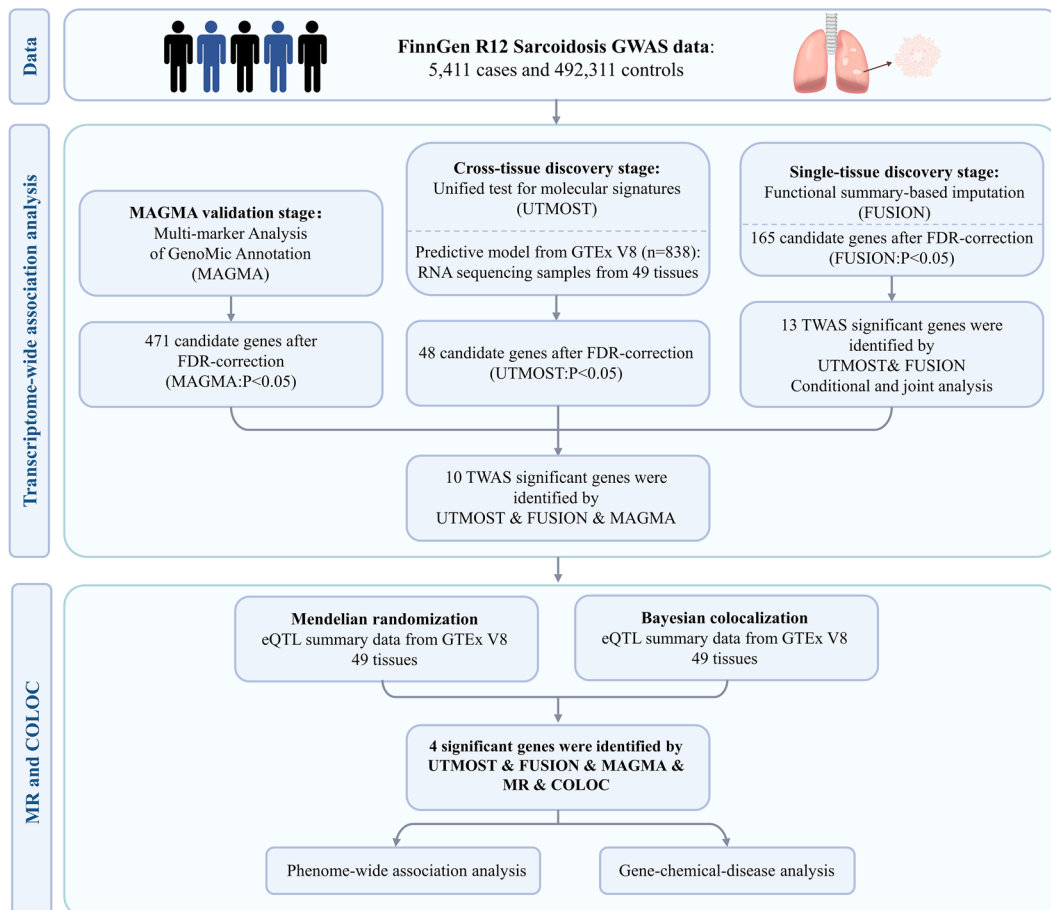 Data
FinnGen R12 Sarcoidosis GWAS data:
5,411 cases and 492,311 controls
Transcriptome-wide association analysis
MAGMA validation stage:
Multi-marker Analysis
of GenoMic Annotation
(MAGMA)
471 candidate genes after
FDR-correction
(MAGMA:P<0.05)
Cross-tissue discovery stage:
Unified test for molecular signatures
(UTMOST)
Predictive model from GTEx V8 (n=838):
RNA sequencing samples from 49 tissues
48 candidate genes after FDR-correction
(UTMOST:P<0.05)
Single-tissue discovery stage:
Functional summary-based imputation
(FUSION)
165 candidate genes after FDR-correction
(FUSION:P<0.05)
13 TWAS significant genes were
identified by
UTMOST& FUSION
Conditional and joint analysis
10 TWAS significant genes were
identified by
UTMOST & FUSION & MAGMA
MR and COLOC
Mendelian randomization
eQTL summary data from GTEx V8
49 tissues
Bayesian colocalization
eQTL summary data from GTEx V8
49 tissues
4 significant genes were identified by
UTMOST & FUSION & MAGMA &
MR & COLOC
Phenome-wide association analysis
Gene-chemical-disease analysis